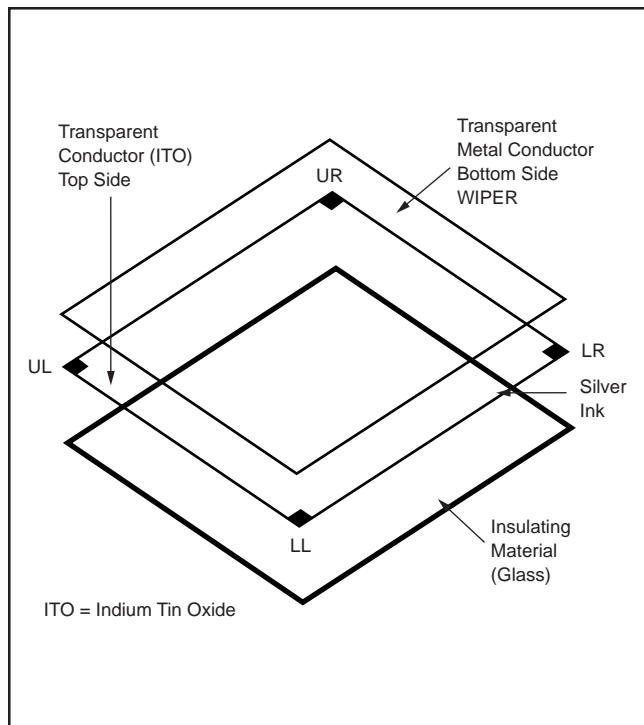 Transparent
Conductor (ITO)
Top Side
Transparent
Metal Conductor
Bottom Side
WIPER
UR
UL
LR
Silver
Ink
LL
Insulating
Material
(Glass)
ITO = Indium Tin Oxide